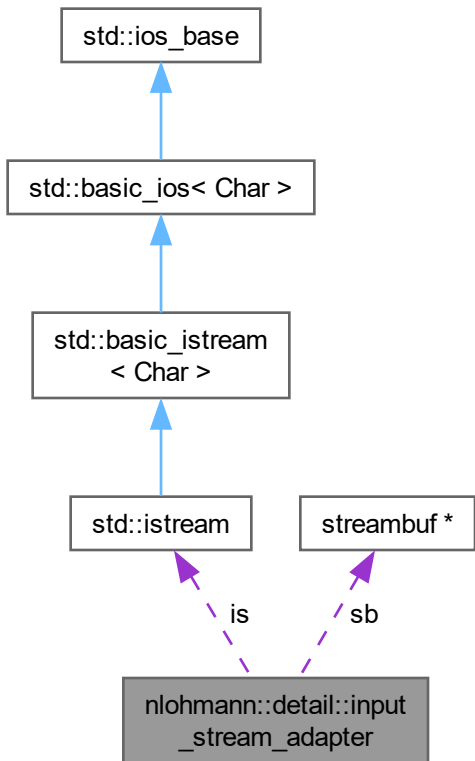 std::ios_base
std::basic_ios< Char >
std::basic_istream
< Char >
std::istream
streambuf *
is
sb
nlohmann::detail::input
_stream_adapter